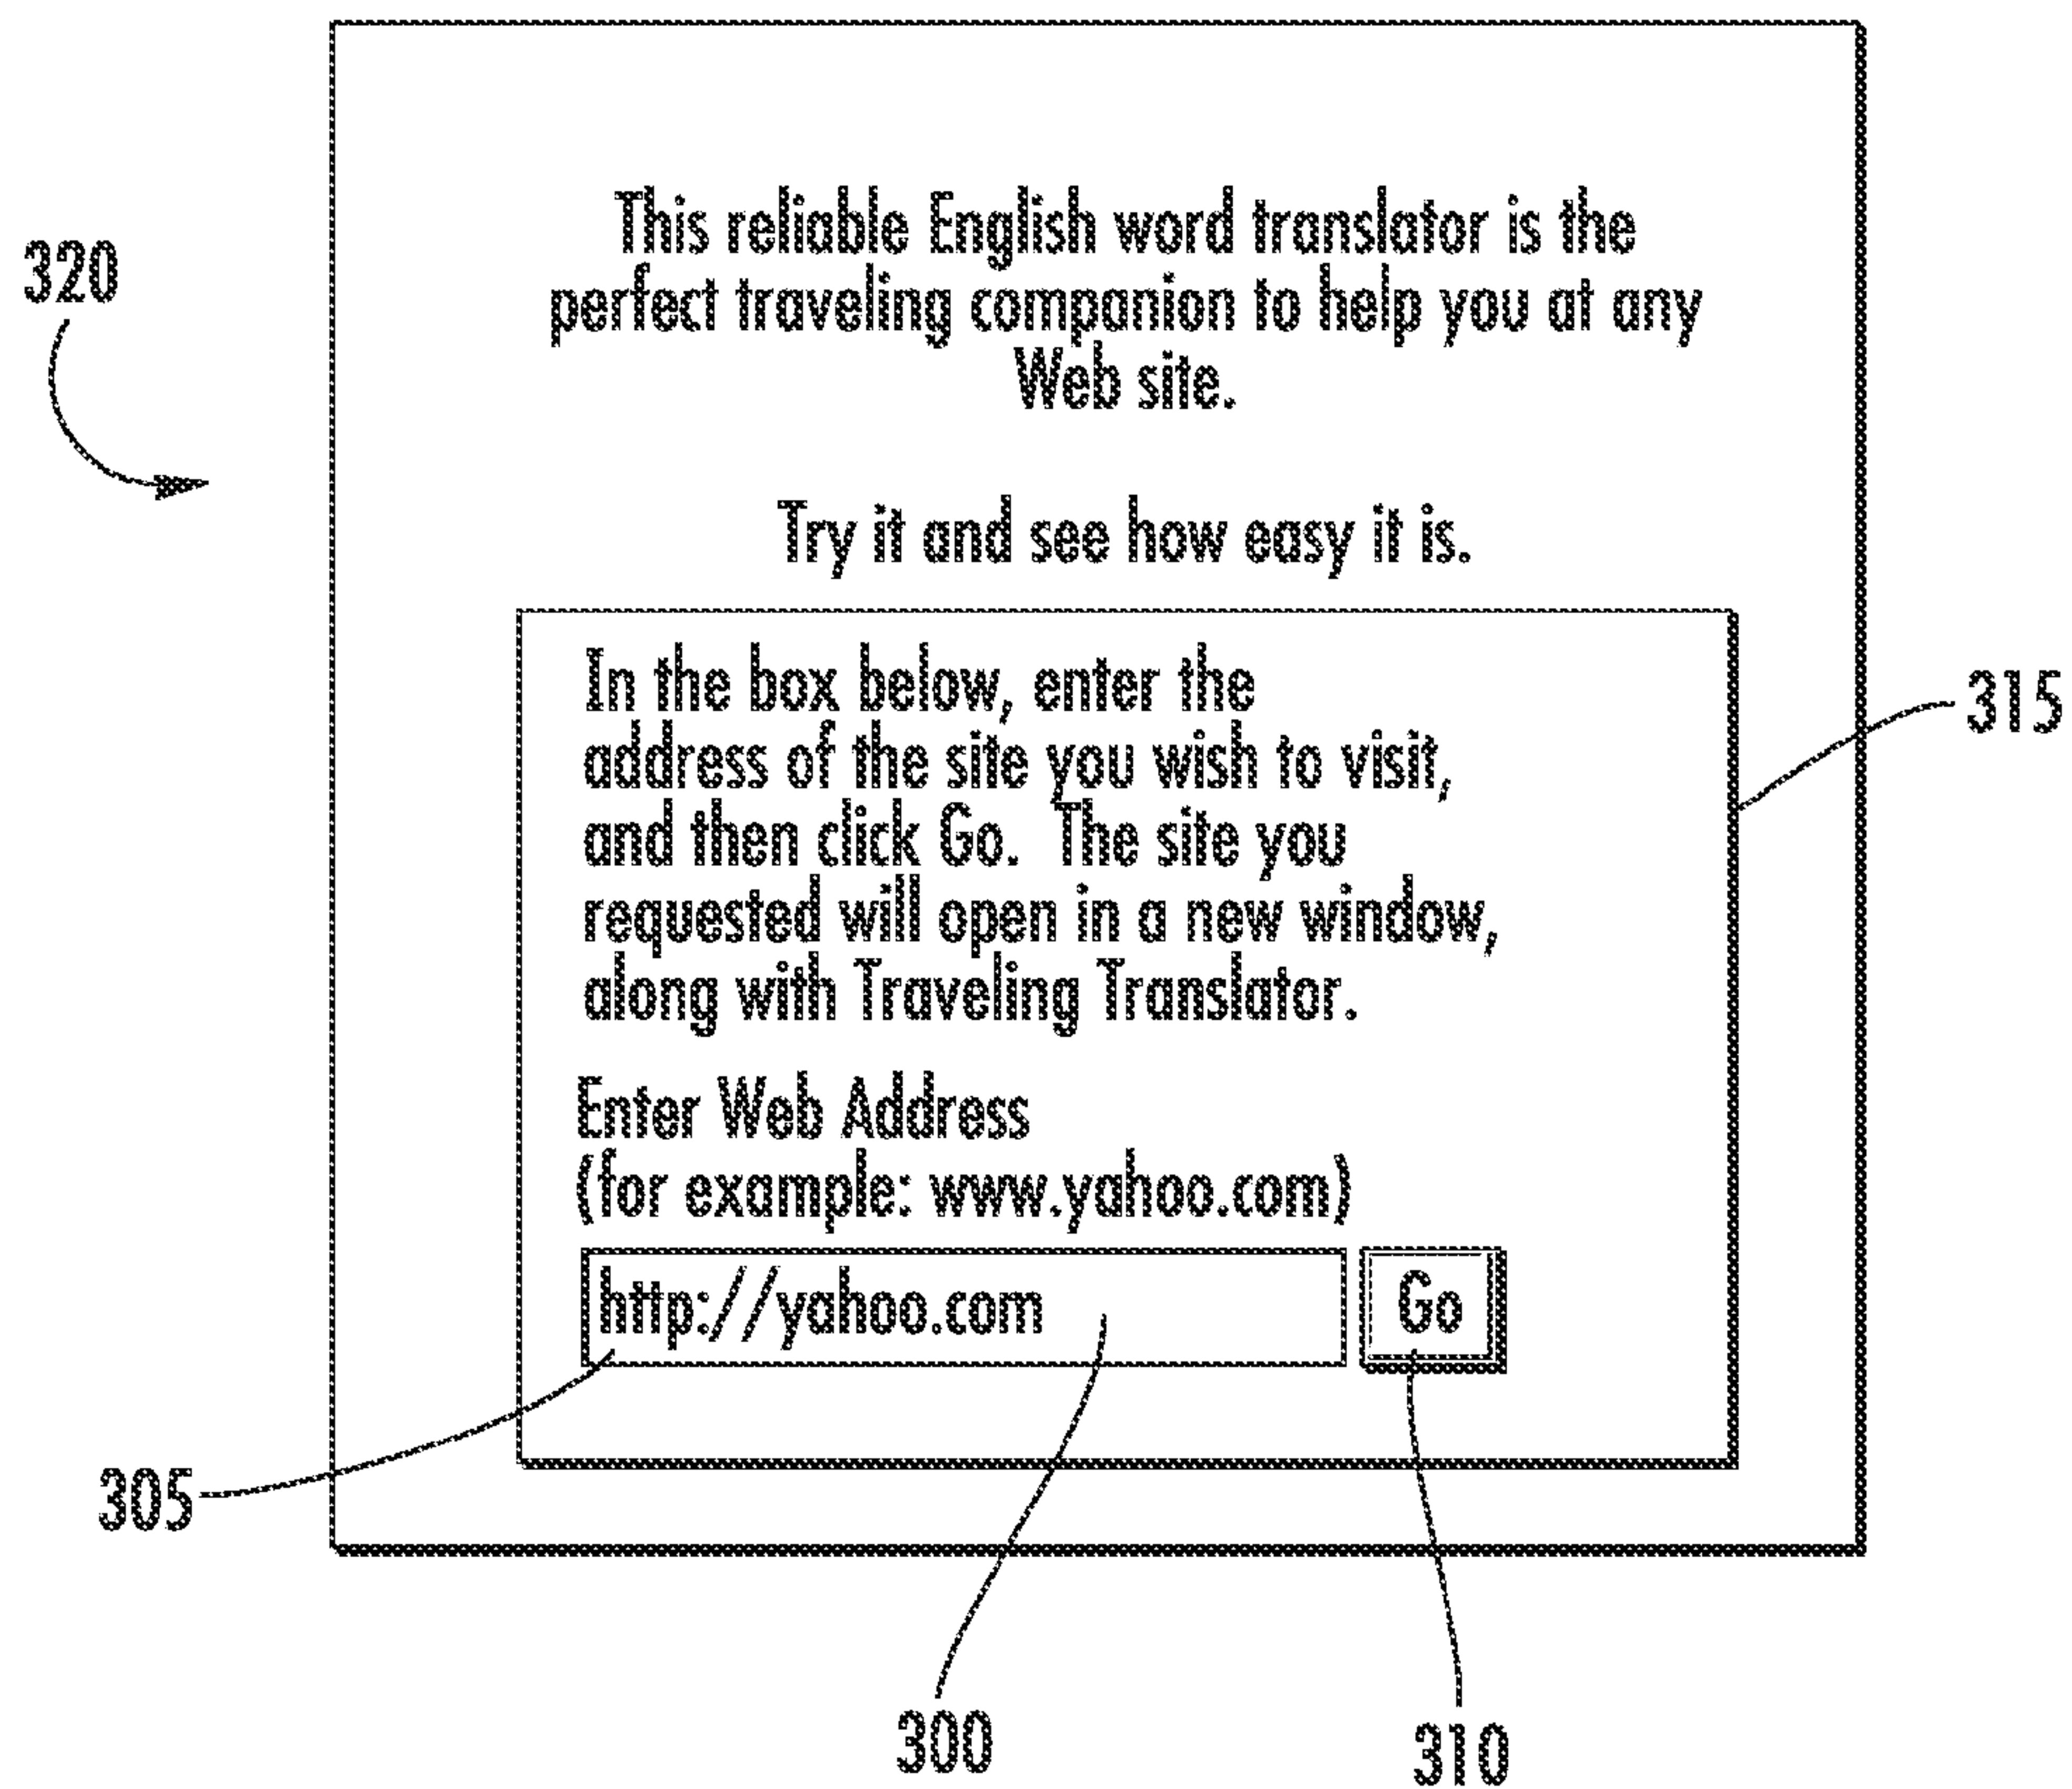 This reliable English word translator is the
perfect traveling companion to help you at any
Web site.
320
Try it and see how easy it is.
In the box below, enter the
address of the site you wish to visit,
and then click Go. The site you
requested will open in a new window,
along with Traveling Translator.
315
Enter Web Address
(for example: www.yahoo.com)
http://yahoo.com
Go
305
300
310